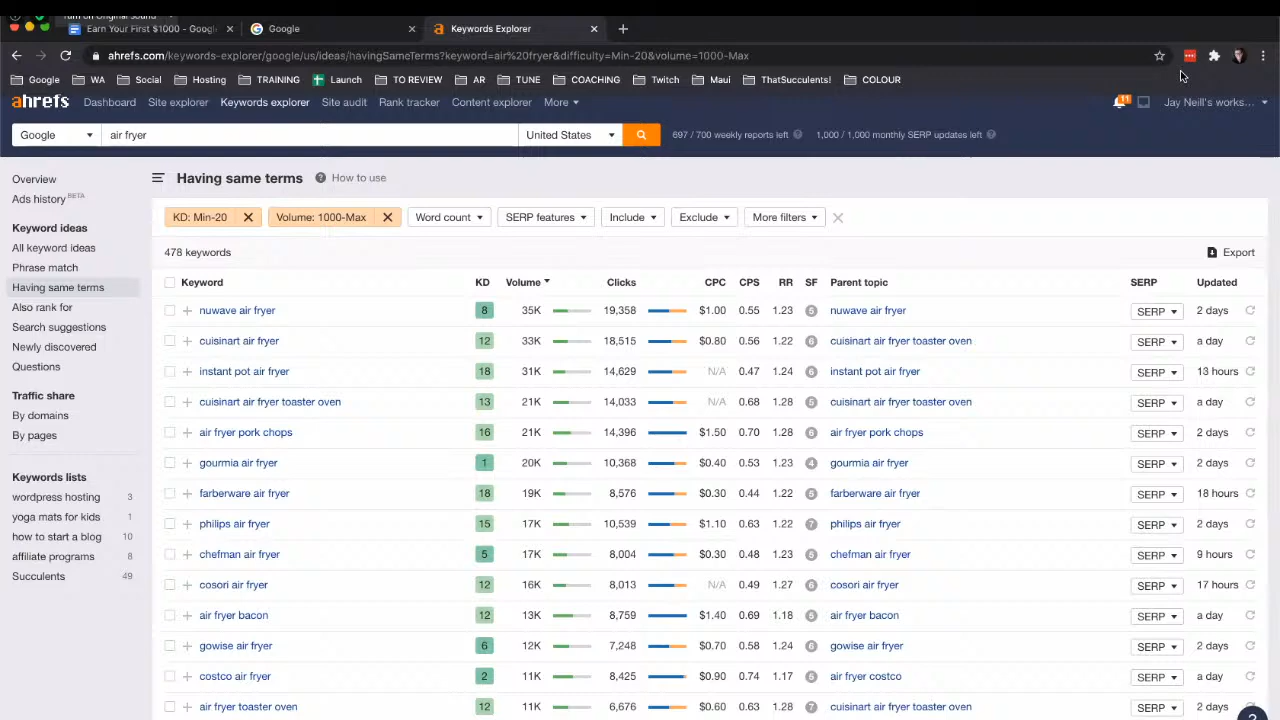 Turn on Original Sound
Earn Your First $1000 - Googl
Google
Keywords Explorer
ahrefs.com/keywords-explorer/google/us/ideas/havingSameTerms?keyword=air%20fryer&difficulty=Min-20&volume=1000-Max
Google WA Social Hosting TRAINING Launch TO REVIEW AR TUNE COACHING Twitch Maui ThatSucculents! COLOUR
ahrefs Dashboard Site explorer Keywords explorer Site audit Rank tracker Content explorer More 11 Jay Neill's works...
Google air fryer United States 697 / 700 weekly reports left 1,000 / 1,000 monthly SERP updates left
Overview
Ads history BETA
Keyword ideas
All keyword ideas
Phrase match
Having same terms
Also rank for
Search suggestions
Newly discovered
Questions
Traffic share
By domains
By pages
Keywords lists
wordpress hosting 3
yoga mats for kids 1
how to start a blog 10
affiliate programs 8
Succulents 49
Having same terms ? How to use
KD: Min-20 Volume: 1000-Max Word count SERP features Include Exclude More filters
478 keywords Export
Keyword KD Volume Clicks CPC CPS RR SF Parent topic SERP Updated
nuwave air fryer 8 35K 19,358 $1.00 0.55 1.23 5 nuwave air fryer SERP 2 days
cuisinart air fryer 12 33K 18,515 $0.80 0.56 1.22 6 cuisinart air fryer toaster oven SERP a day
instant pot air fryer 18 31K 14,629 N/A 0.47 1.24 6 instant pot air fryer SERP 13 hours
cuisinart air fryer toaster oven 13 21K 14,033 N/A 0.68 1.28 5 cuisinart air fryer toaster oven SERP a day
air fryer pork chops 16 21K 14,396 $1.50 0.70 1.28 5 air fryer pork chops SERP 2 days
gourmia air fryer 1 20K 10,368 $0.40 0.53 1.23 4 gourmia air fryer SERP 2 days
farberware air fryer 18 19K 8,576 $0.30 0.44 1.22 5 farberware air fryer SERP 18 hours
philips air fryer 15 17K 10,539 $1.10 0.63 1.22 7 philips air fryer SERP 2 days
chefman air fryer 5 17K 8,004 $0.30 0.48 1.23 5 chefman air fryer SERP 9 hours
cosori air fryer 12 16K 8,013 N/A 0.49 1.27 6 cosori air fryer SERP 17 hours
air fryer bacon 12 13K 8,759 $1.40 0.69 1.18 5 air fryer bacon SERP a day
gowise air fryer 6 12K 7,248 $0.70 0.58 1.24 6 gowise air fryer SERP 2 days
costco air fryer 2 11K 8,425 $0.90 0.74 1.17 5 air fryer costco SERP a day
air fryer toaster oven 12 11K 6,676 $0.60 0.63 1.28 7 cuisinart air fryer toaster oven SERP 2 days